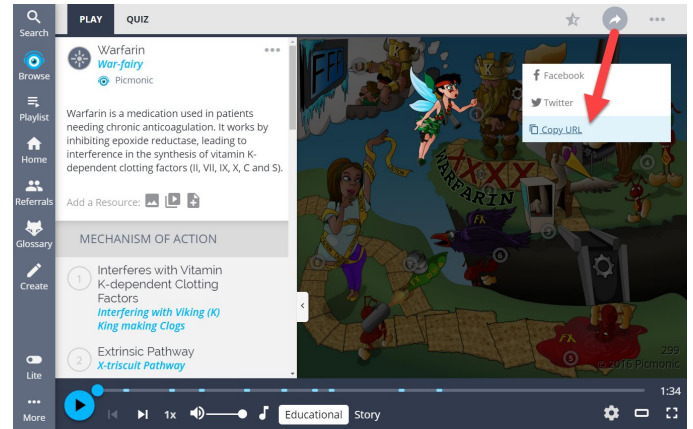 Search
Browse
Playlist
Home
Referrals
Glossary
Create
Lite
More
PLAY QUIZ
Warfarin
War-fairy
Picmonic
Warfarin is a medication used in patients
needing chronic anticoagulation. It works by
inhibiting epoxide reductase, leading to
interference in the synthesis of vitamin K-
dependent clotting factors (II, VII, IX, X, C and S).
Add a Resource:
MECHANISM OF ACTION
1 Interferes with Vitamin
K-dependent Clotting
Factors
Interfering with Viking (K)
King making Clogs
2 Extrinsic Pathway
X-triscuit Pathway
FFP
XXXX
WARFARIN
FX
FX
Facebook
Twitter
Copy URL
299
© 2016 Picmonic
1:34
1x
Educational Story